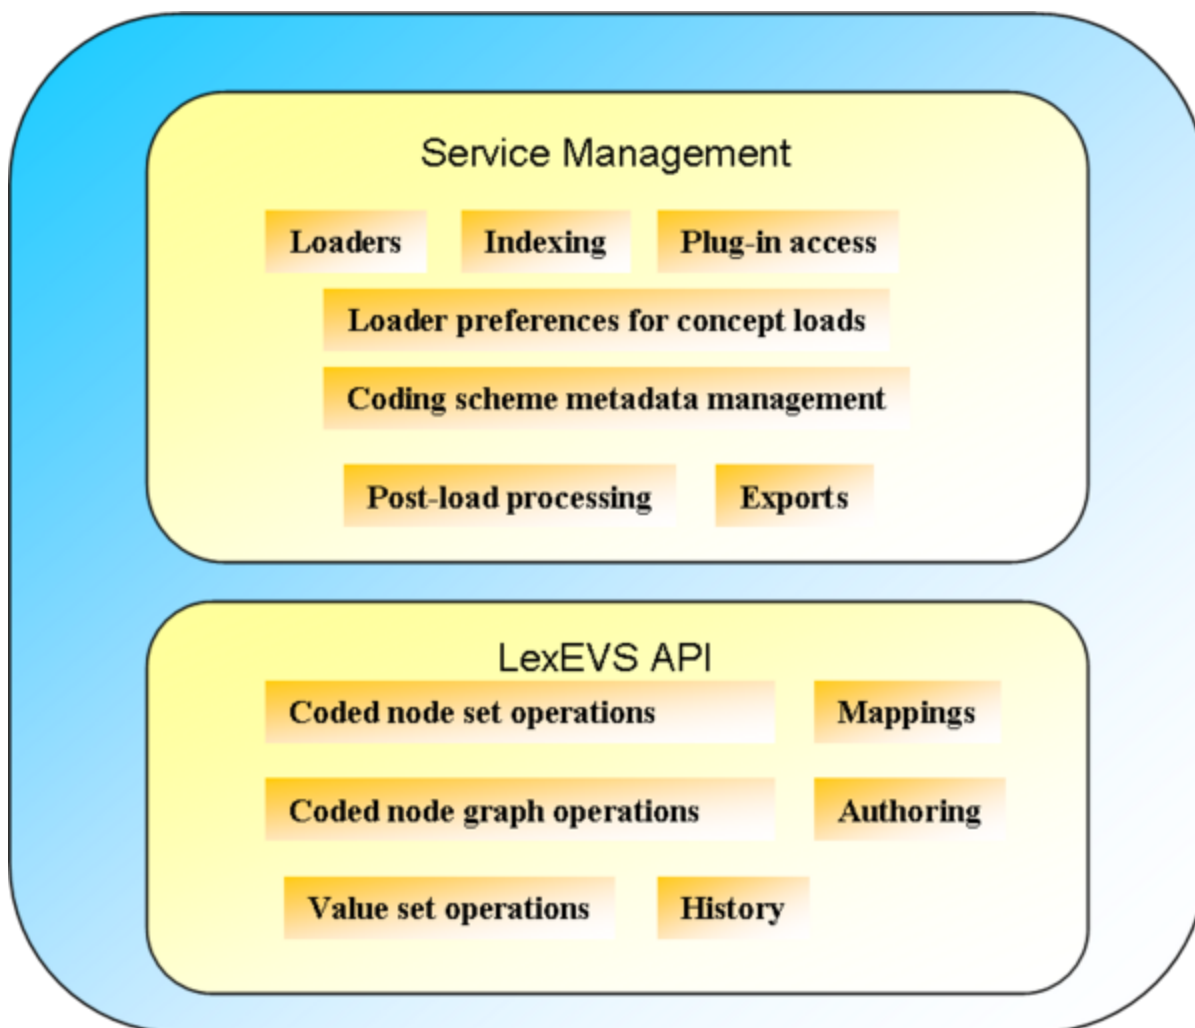 Service Management
Loaders
Indexing
Plug-in access
Loader preferences for concept loads
Coding scheme metadata management
Post-load processing
Exports
LexEVS API
Coded node set operations
Mappings
Coded node graph operations
Authoring
Value set operations
History